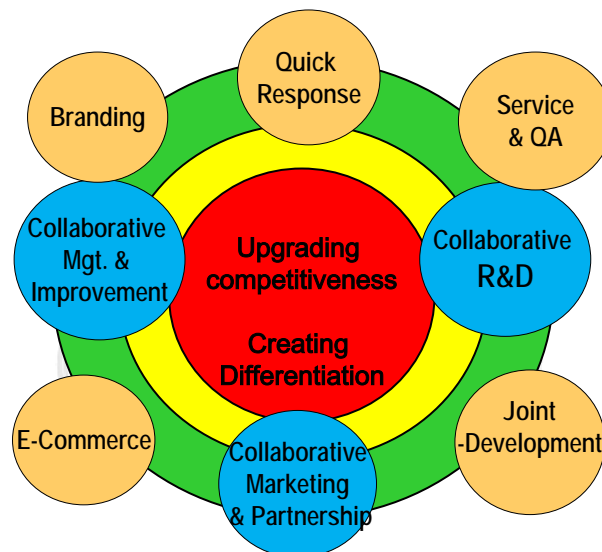 Quick
Response
Branding
Service
& QA
Collaborative
Mgt. &
Improvement
Upgrading
competitiveness
Creating
Differentiation
Collaborative
R&D
E-Commerce
Collaborative
Marketing
& Partnership
Joint
-Development